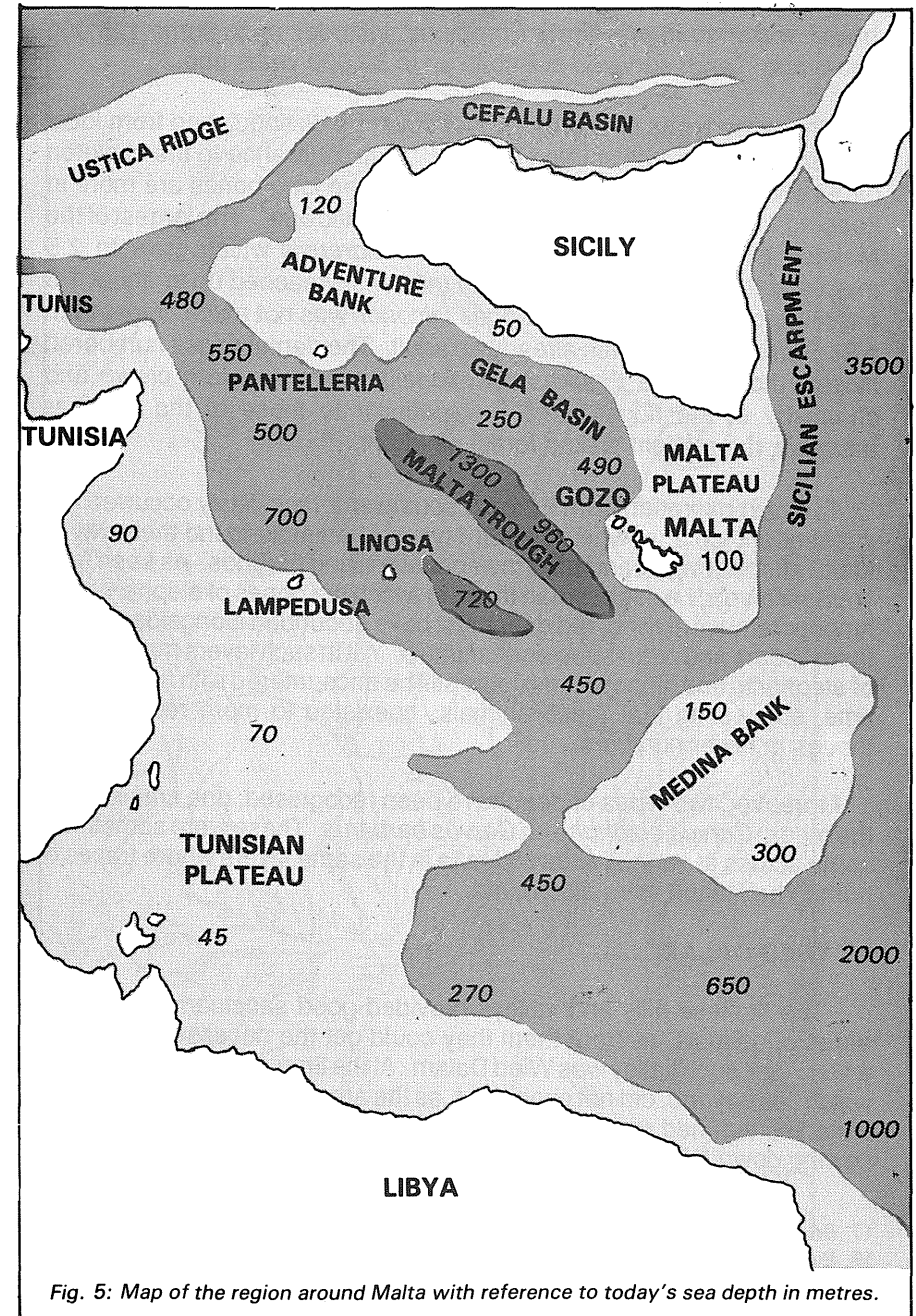 CEFALU BASIN
USTICA RIDGE
120
SICILY
ADVENTURE
BANK
SICILIAN ESCARPMENT
TUNIS
480
50
3500
550
PANTELLERIA
GELA BASIN
250
500
TUNISIA
MALTA
PLATEAU
1300
490
MALTA TROUGH
GOZO
960
700
MALTA
90
LINOSA
100
LAMPEDUSA
720
450
150
MEDINA BANK
70
TUNISIAN
PLATEAU
300
450
45
2000
650
270
1000
LIBYA
Fig. 5: Map of the region around Malta with reference to today's sea depth in metres.